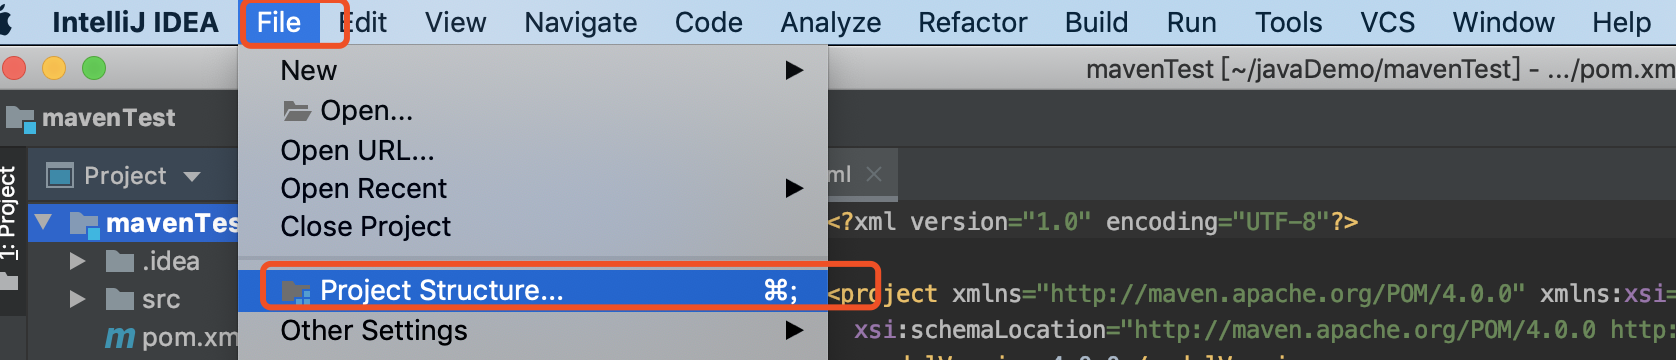 IntelliJ IDEA File Edit View Navigate Code Analyze Refactor Build Run Tools VCS Window Help
mavenTest [~/javaDemo/mavenTest] - .../pom.xm
mavenTest
1: Project
Project
mavenTes
.idea
src
pom.xm
New
Open...
Open URL...
Open Recent
Close Project
Project Structure... ⌘;
Other Settings
ml
<?xml version="1.0" encoding="UTF-8"?>
<project xmlns="http://maven.apache.org/POM/4.0.0" xmlns:xsi=
xsi:schemaLocation="http://maven.apache.org/POM/4.0.0 http: